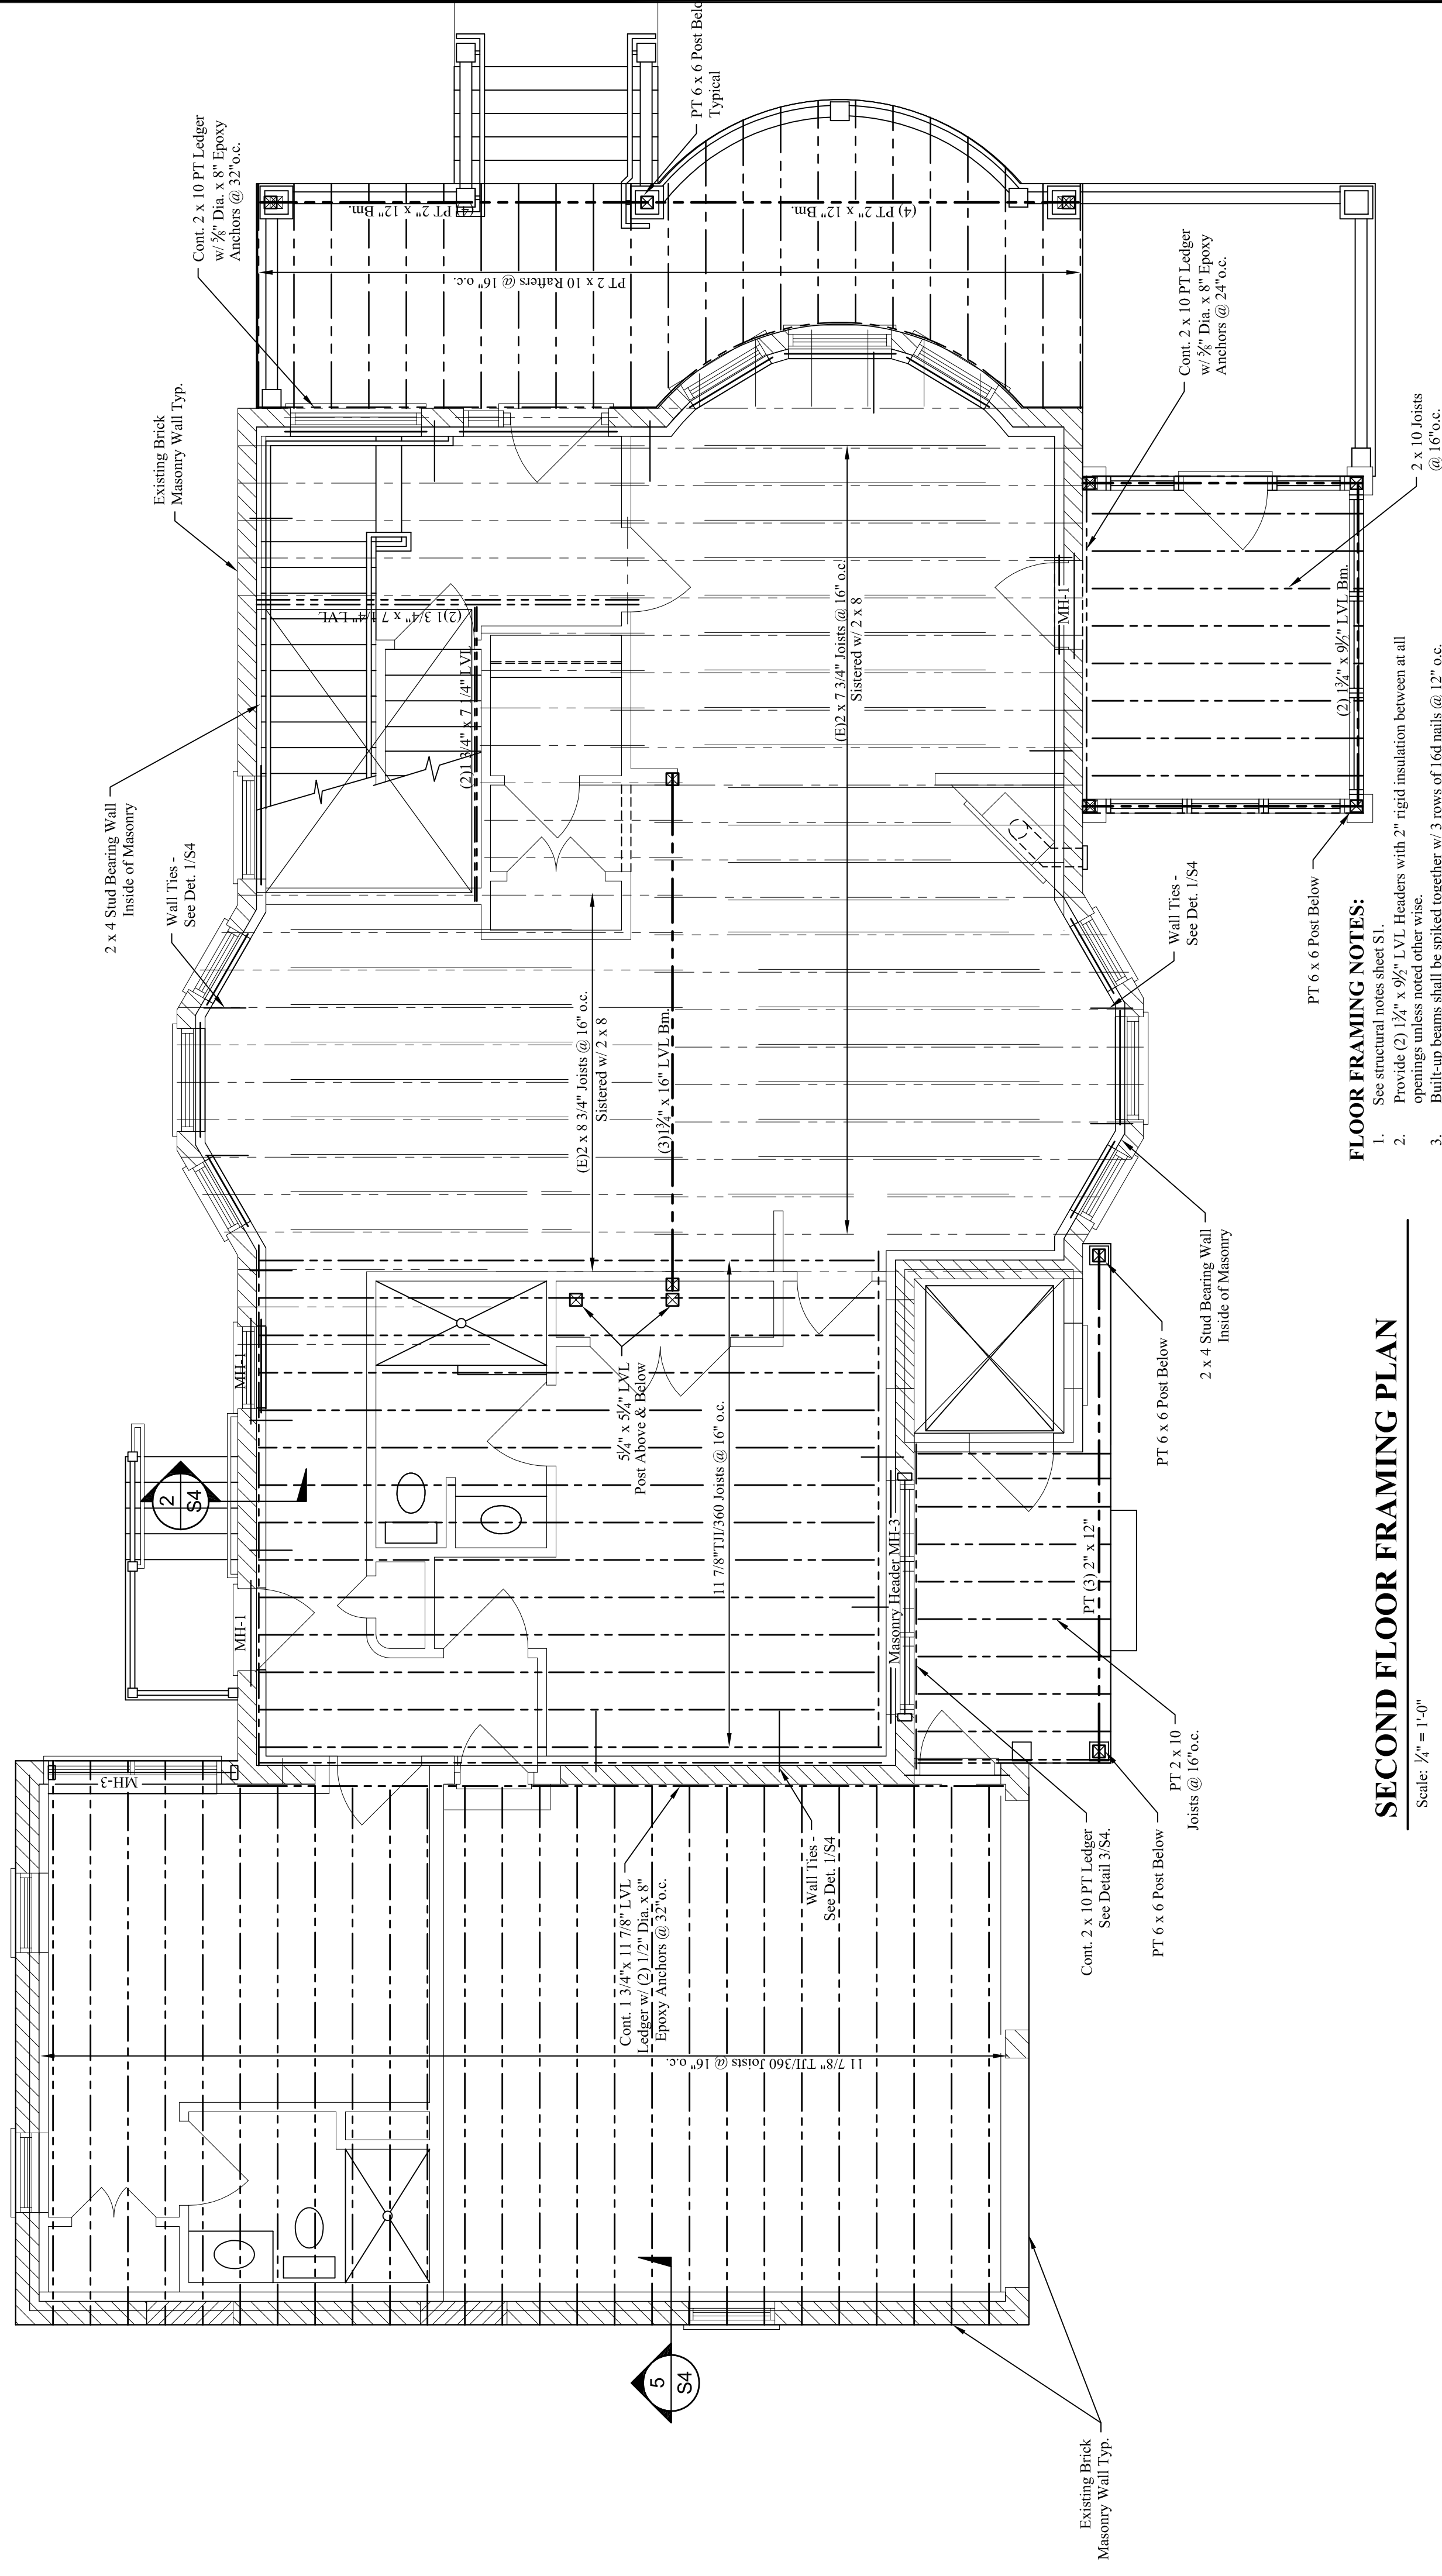 Cont. 2 x 10 PT Ledger
w/ ⅝" Dia. x 8" Epoxy
Anchors @ 32"o.c.
PT 6 x 6 Post
Typical
Existing Brick
Masonry Wall Typ.
(4) PT 2" x 12" Bm.
(4) PT 2" x 12" Bm.
PT 2 x 10 Rafters @ 16" o.c.
Cont. 2 x 10 PT Ledger
w/ ⅝" Dia. x 8" Epoxy
Anchors @ 24"o.c.
2 x 10 Joists
@ 16"o.c.
2 x 4 Stud Bearing Wall
Inside of Masonry
Wall Ties -
See Det. 1/S4
(2)1 3/4" x 7 1/4" LVL
(2)1 3/4" x 7 1/4" LVL
(E)2 x 7 3/4" Joists @ 16" o.c.
Sistered w/ 2 x 8
MH-1
(2) 1¾" x 9½" LVL Bm.
(E)2 x 8 3/4" Joists @ 16" o.c.
Sistered w/ 2 x 8
(3)1¾" x 16" LVL Bm.
Wall Ties -
See Det. 1/S4
PT 6 x 6 Post Below
FLOOR FRAMING NOTES:
1. See structural notes sheet S1.
2. Provide (2) 1¾" x 9½" LVL Headers with 2" rigid insulation between at all
openings unless noted other wise.
3. Built-up beams shall be spiked together w/ 3 rows of 16d nails @ 12" o.c.
2 x 4 Stud Bearing Wall
Inside of Masonry
PT 6 x 6 Post Below
MH-1
MH-1
2
S4
5¼" x 5¼" LVL
Post Above & Below
11 7/8"TJI/360 Joists @ 16" o.c.
Masonry Header MH-3
PT (3) 2" x 12"
PT 2 x 10
Joists @ 16"o.c.
PT 6 x 6 Post Below
Cont. 2 x 10 PT Ledger
See Detail 3/S4.
MH-3
Cont. 1 3/4"x 11 7/8" LVL
Ledger w/ (2) 1/2" Dia. x 8"
Epoxy Anchors @ 32"o.c.
Wall Ties -
See Det. 1/S4
11 7/8" TJI/360 Joists @ 16" o.c.
5
S4
Existing Brick
Masonry Wall Typ.
SECOND FLOOR FRAMING PLAN
Scale: ¼" = 1'-0"